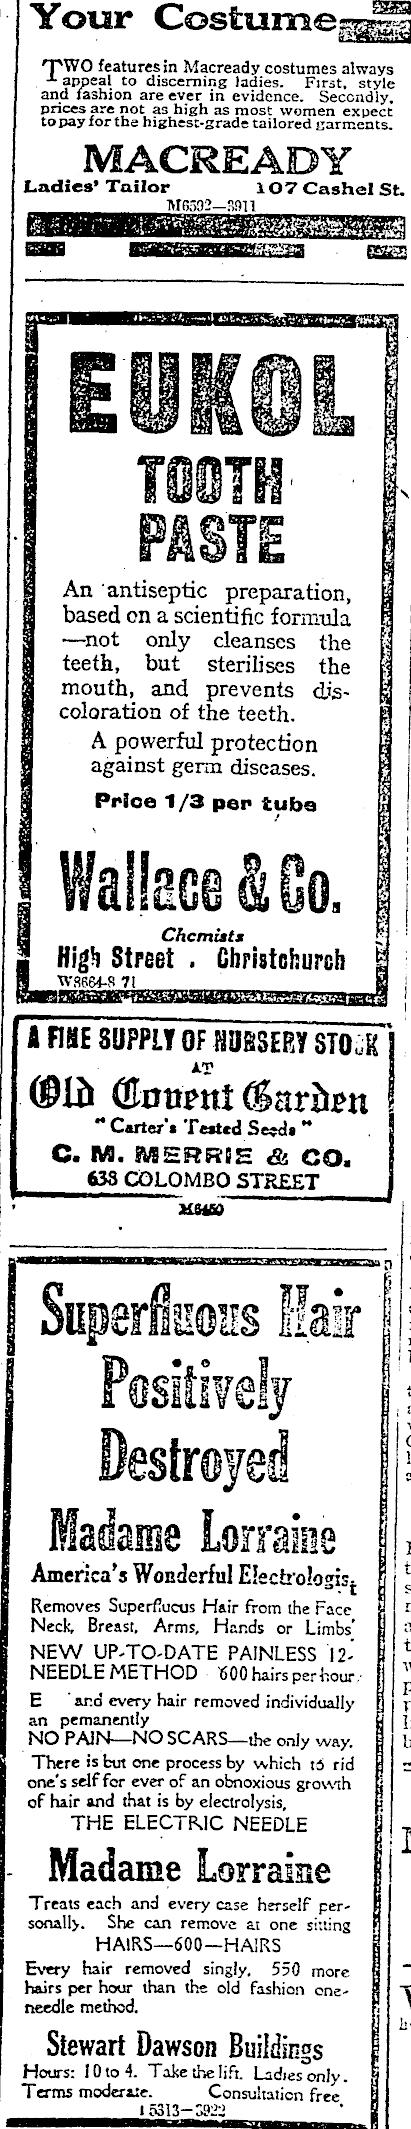 Your Costume
TWO features in Macready costumes always
appeal to discerning ladies. First, style
and fashion are ever in evidence. Secondly,
prices are not as high as most women expect
to pay for the highest-grade tailored garments.
MACREADY
Ladies' Tailor 107 Cashel St.
M6592—3911
EUKOL
TOOTH
PASTE
An antiseptic preparation,
based on a scientific formula
—not only cleanses the
teeth, but sterilises the
mouth, and prevents dis-
coloration of the teeth.
A powerful protection
against germ diseases.
Price 1/3 per tube
Wallace & Co.
Chemists
High Street . Christchurch
W8664-8 71
A FINE SUPPLY OF NURSERY STOCK
AT
Old Covent Garden
"Carter's Tested Seeds"
C. M. MERRIE & CO.
638 COLOMBO STREET
M6450
Superfluous Hair
Positively
Destroyed
Madame Lorraine
America's Wonderful Electrologist
Removes Superflucus Hair from the Face
Neck, Breast, Arms, Hands or Limbs
NEW UP-TO-DATE PAINLESS 12-
NEEDLE METHOD 600 hairs per hour
E and every hair removed individually
an pemanently
NO PAIN—NO SCARS—the only way.
There is but one process by which to rid
one's self for ever of an obnoxious growth
of hair and that is by electrolysis,
THE ELECTRIC NEEDLE
Madame Lorraine
Treats each and every case herself per-
sonally. She can remove at one sitting
HAIRS—600—HAIRS
Every hair removed singly. 550 more
hairs per hour than the old fashion one-
needle method.
Stewart Dawson Buildings
Hours: 10 to 4. Take the lift. Ladies only.
Terms moderate. Consultation free.
15313—3922